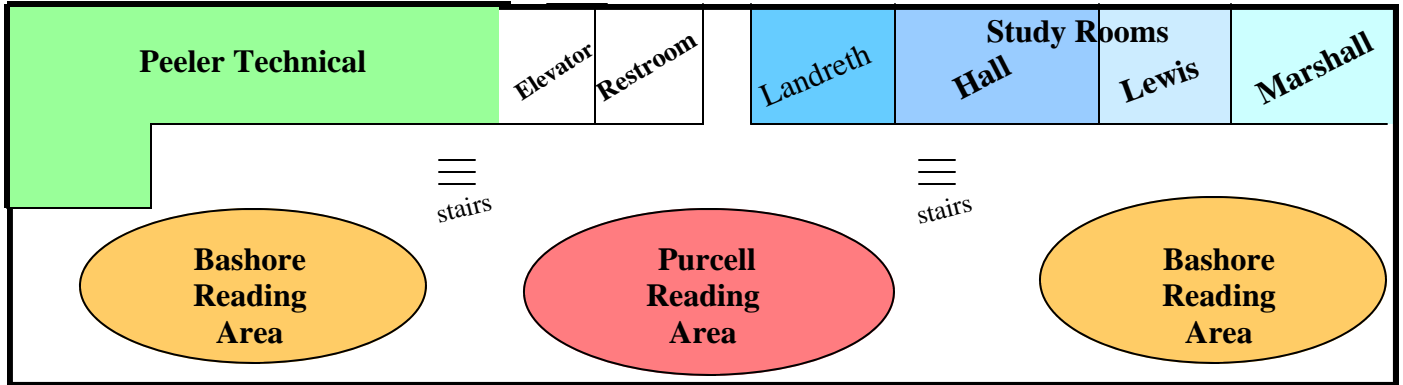 Peeler Technical
Elevator
Restroom
Study Rooms
Landreth
Hall
Lewis
Marshall
stairs
stairs
Bashore
Reading
Area
Purcell
Reading
Area
Bashore
Reading
Area